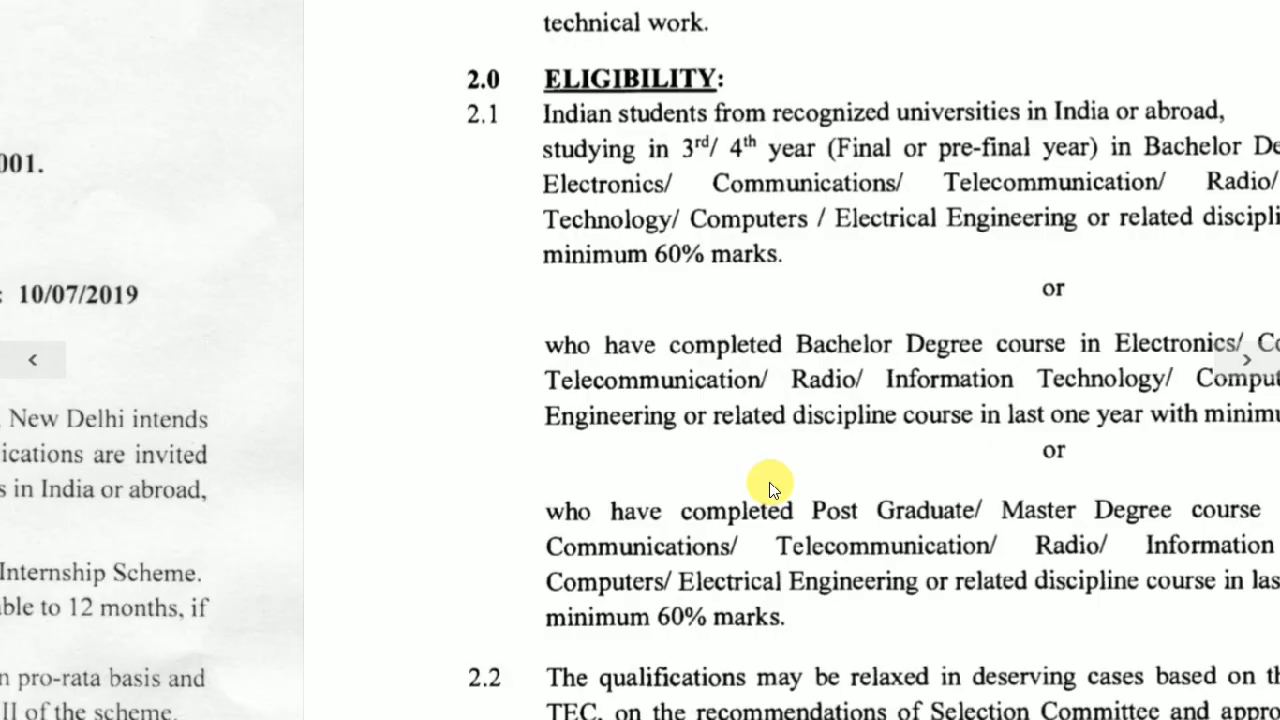 001.
: 10/07/2019
New Delhi intends
ications are invited
s in India or abroad,
Internship Scheme.
ble to 12 months, if
n pro-rata basis and
II of the scheme.
technical work.
2.0 ELIGIBILITY:
2.1 Indian students from recognized universities in India or abroad,
studying in 3rd/ 4th year (Final or pre-final year) in Bachelor De
Electronics/ Communications/ Telecommunication/ Radio/
Technology/ Computers / Electrical Engineering or related discipli
minimum 60% marks.
or
who have completed Bachelor Degree course in Electronics/ Co
Telecommunication/ Radio/ Information Technology/ Comput
Engineering or related discipline course in last one year with minimu
or
who have completed Post Graduate/ Master Degree course
Communications/ Telecommunication/ Radio/ Information
Computers/ Electrical Engineering or related discipline course in las
minimum 60% marks.
2.2 The qualifications may be relaxed in deserving cases based on th
TEC, on the recommendations of Selection Committee and appro